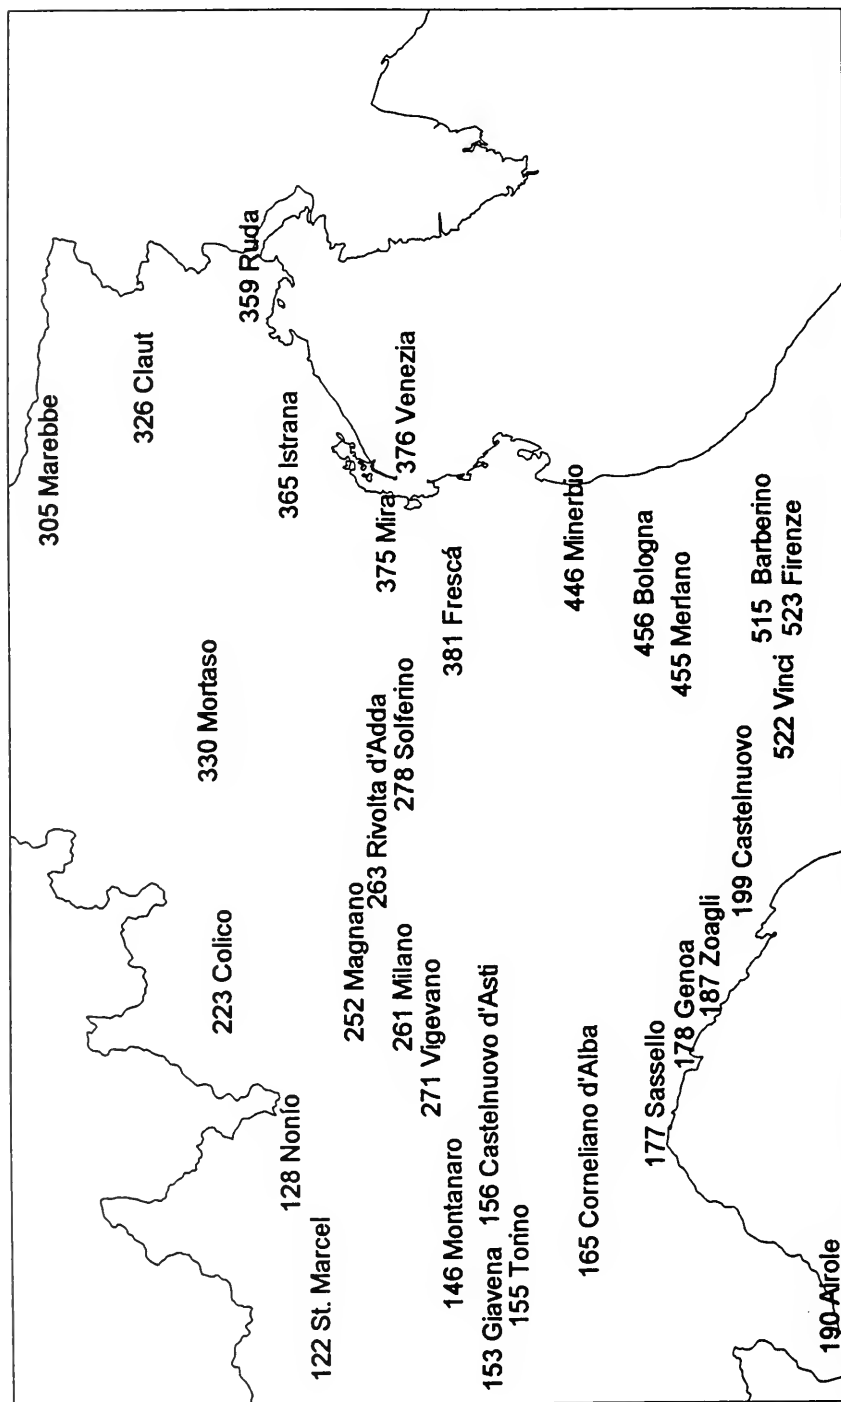 305 Marebbe
326 Claut
330 Mortaso
223 Colico
359 Ruda
365 Istrana
128 Nonío
122 St. Marcel
252 Magnano
263 Rivolta d'Adda
375 Mira
376 Venezia
278 Solferino
261 Milano
271 Vigevano
381 Frescá
146 Montanaro
156 Castelnuovo d'Asti
153 Giavena
155 Torino
446 Minerbio
165 Corneliano d'Alba
456 Bologna
177 Sassello
455 Merlano
178 Genoa
187 Zoagli
199 Castelnuovo
515 Barberino
522 Vinci
523 Firenze
190 Airole